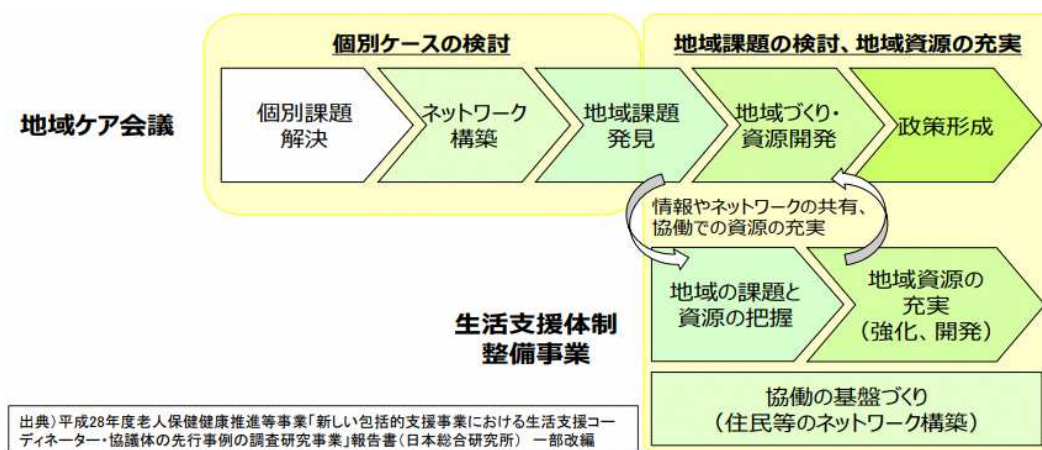 個別ケースの検討
地域課題の検討、地域資源の充実
地域ケア会議
個別課題
解決
ネットワーク
構築
地域課題
発見
地域づくり・
資源開発
政策形成
情報やネットワークの共有、
協働での資源の充実
生活支援体制
整備事業
地域の課題と
資源の把握
地域資源の
充実
(強化、開発)
協働の基盤づくり
(住民等のネットワーク構築)
出典)平成28年度老人保健健康推進等事業「新しい包括的支援事業における生活支援コー
ディネーター・協議体の先行事例の調査研究事業」報告書(日本総合研究所) 一部改編